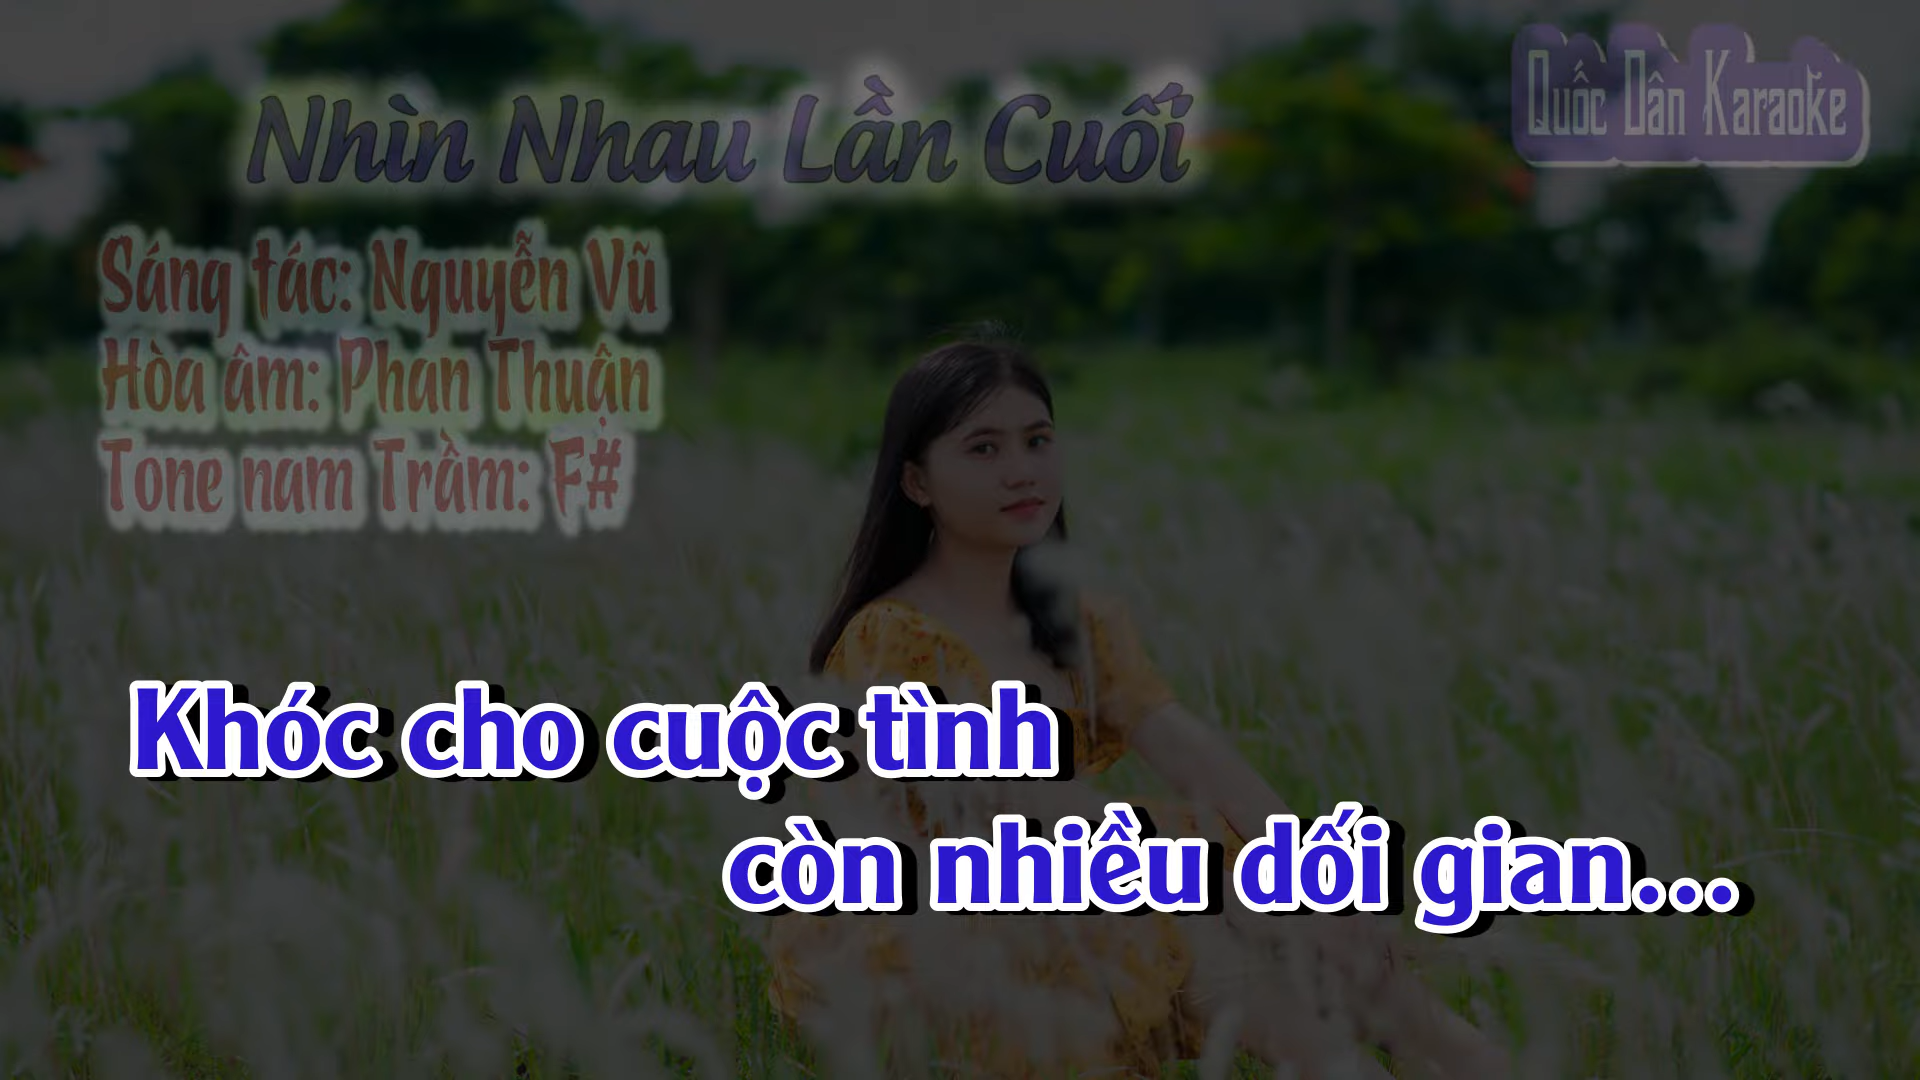 Nhìn Nhau Lần Cuối
Quốc Dân Karaoke
Sáng tác: Nguyễn Vũ
Hòa âm: Phan Thuận
Tone nam Trầm: F#
Khóc cho cuộc tình
còn nhiều dối gian...